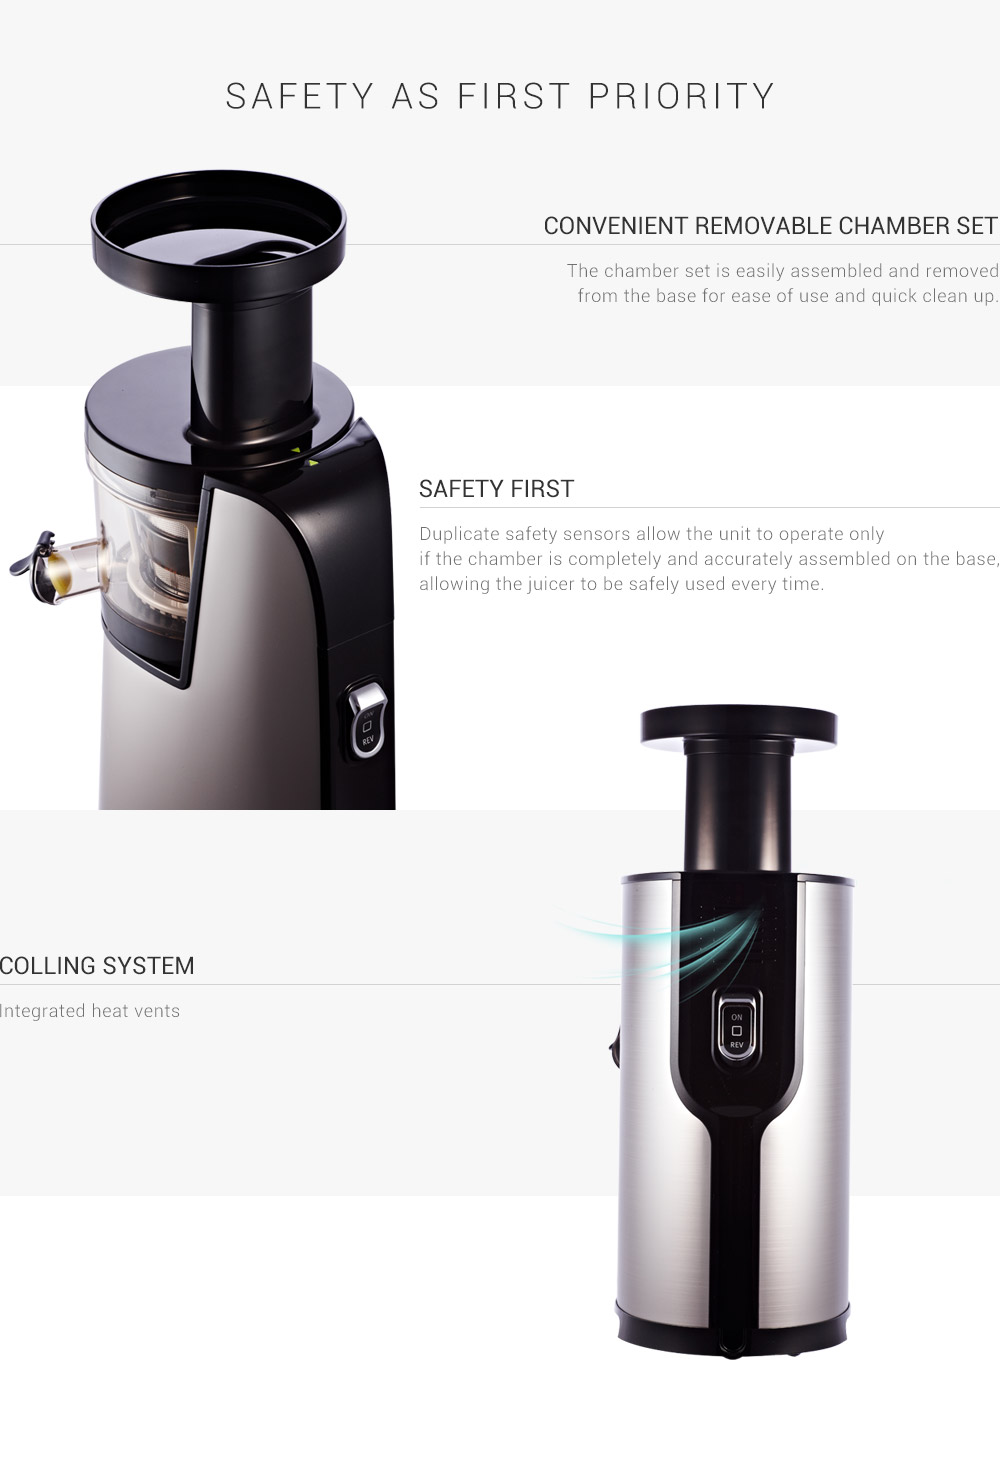 SAFETY AS FIRST PRIORITY
CONVENIENT REMOVABLE CHAMBER SET
The chamber set is easily assembled and removed
from the base for ease of use and quick clean up.
SAFETY FIRST
Duplicate safety sensors allow the unit to operate only
if the chamber is completely and accurately assembled on the base,
allowing the juicer to be safely used every time.
ON
REV
COLLING SYSTEM
Integrated heat vents
ON
REV